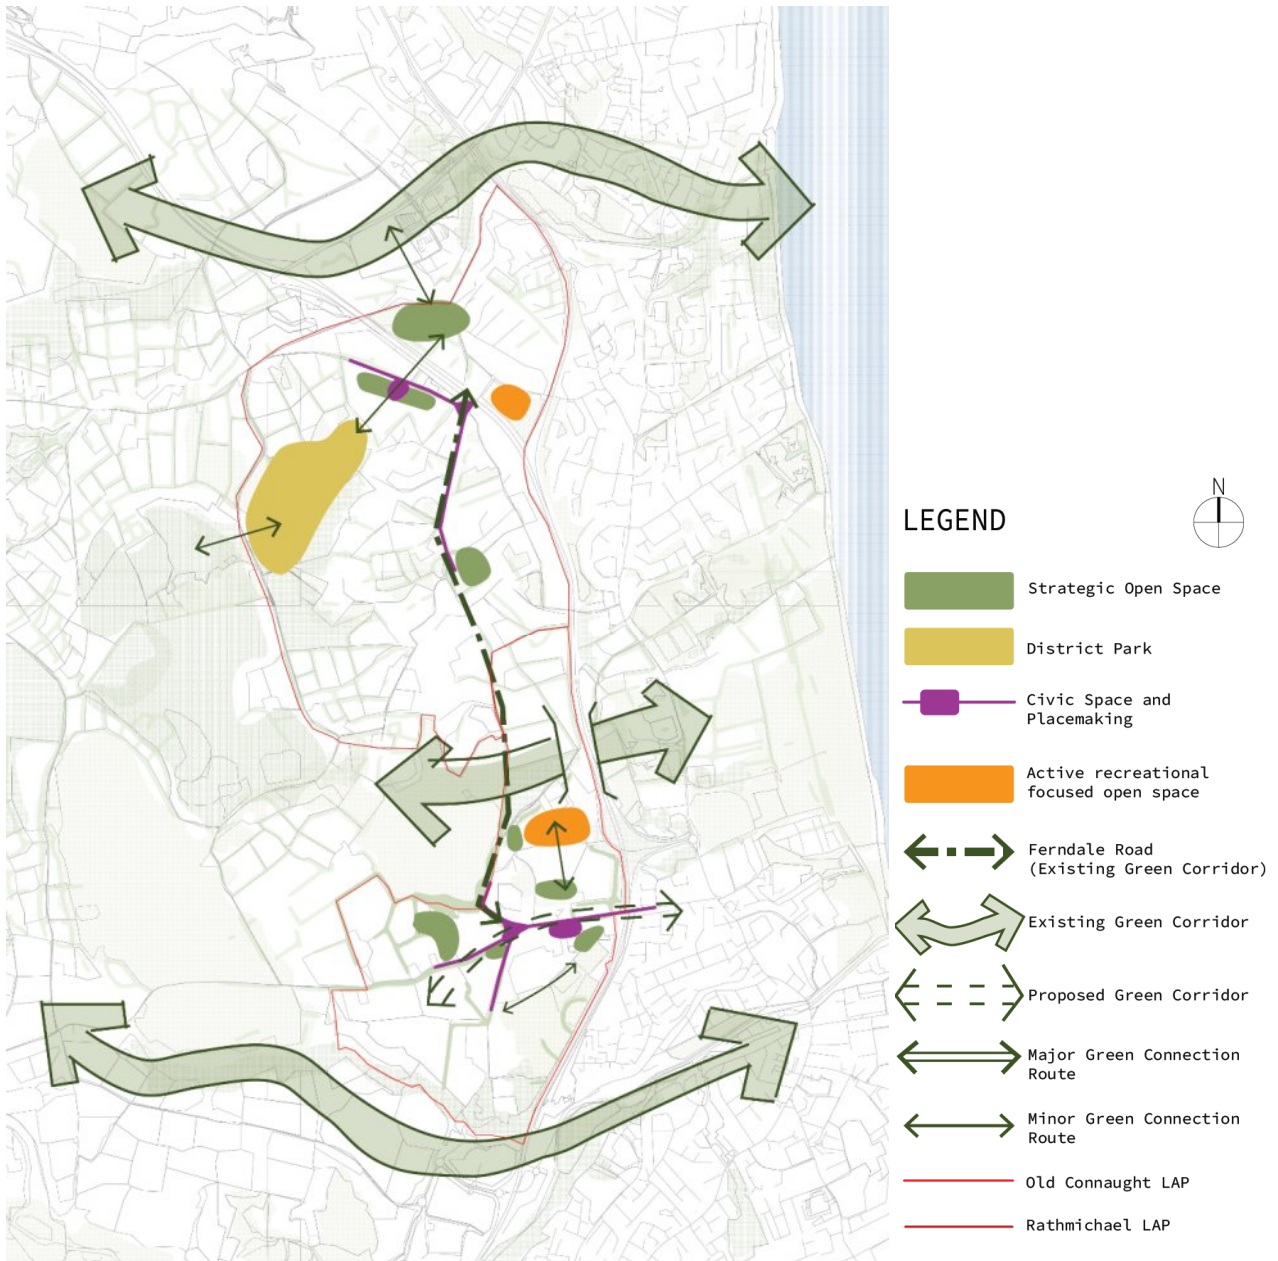 N
LEGEND
Strategic Open Space
District Park
Civic Space and
Placemaking
Active recreational
focused open space
Ferndale Road
(Existing Green Corridor)
Existing Green Corridor
Proposed Green Corridor
Major Green Connection
Route
Minor Green Connection
Route
Old Connaught LAP
Rathmichael LAP